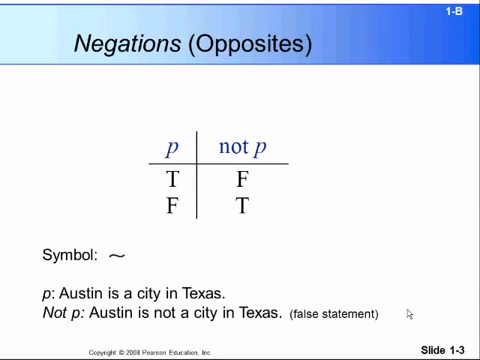 1-B
Negations (Opposites)
p not p
T F
F T
Symbol: ~
p: Austin is a city in Texas.
Not p: Austin is not a city in Texas. (false statement)
Copyright © 2008 Pearson Education, Inc.
Slide 1-3